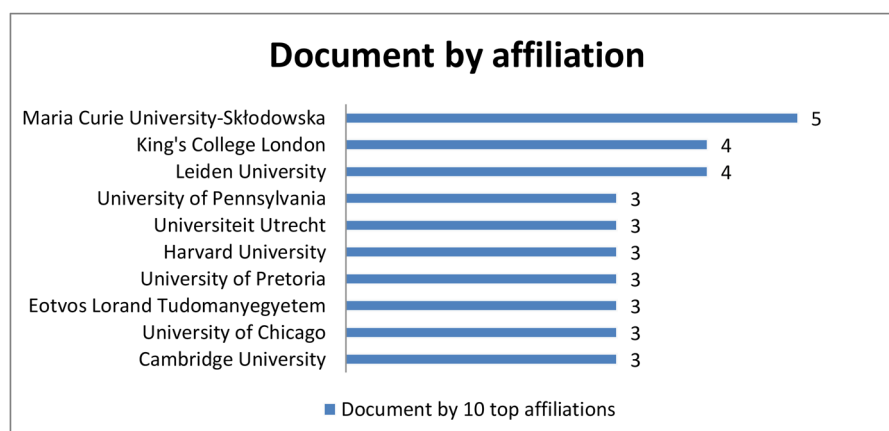 Document by affiliation
Maria Curie University-Skłodowska 5
King's College London 4
Leiden University 4
University of Pennsylvania 3
Universiteit Utrecht 3
Harvard University 3
University of Pretoria 3
Eotvos Lorand Tudomanyegyetem 3
University of Chicago 3
Cambridge University 3
Document by 10 top affiliations